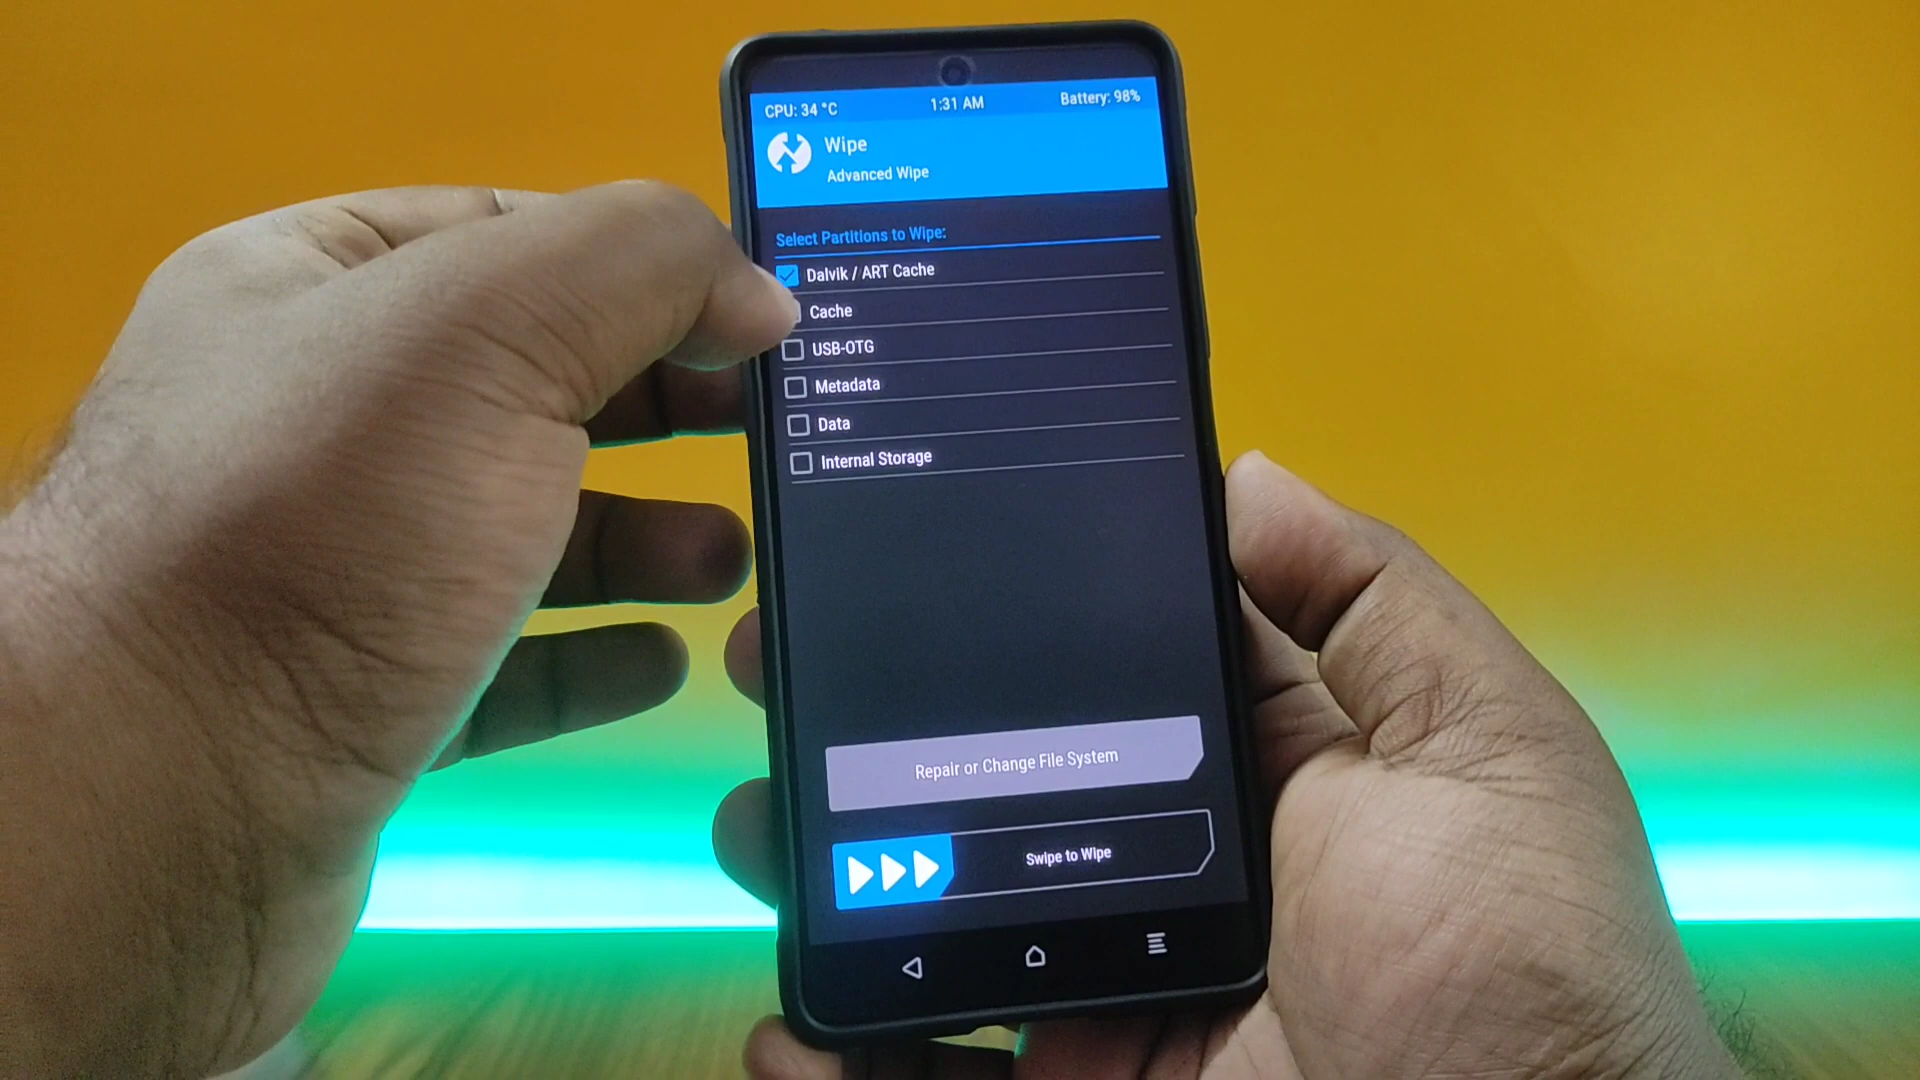 CPU: 34 °C 1:31 AM Battery: 98%
Wipe
Advanced Wipe
Select Partitions to Wipe:
Dalvik / ART Cache
Cache
USB-OTG
Metadata
Data
Internal Storage
Repair or Change File System
Swipe to Wipe